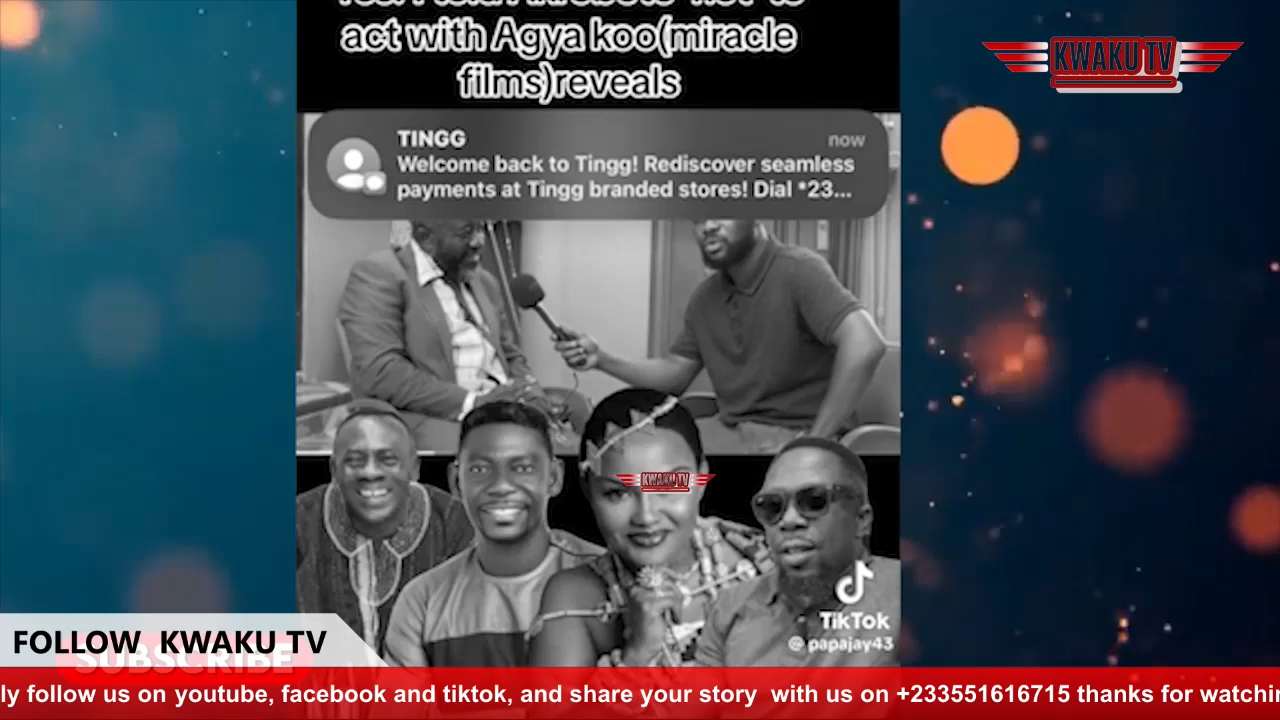 act with Agya koo(miracle
films)reveals
KWAKU TV
TINGG
now
Welcome back to Tingg! Rediscover seamless
payments at Tingg branded stores! Dial *23...
KWAKU TV
TikTok
@ papajay43
FOLLOW KWAKU TV
SUBSCRIBE
ly follow us on youtube, facebook and tiktok, and share your story with us on +233551616715 thanks for watchin